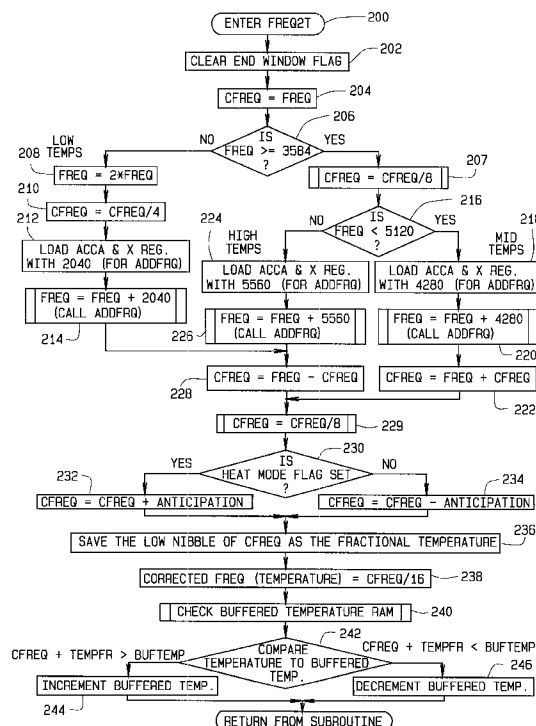 ENTER FREQ2T
200
CLEAR END WINDOW FLAG
202
CFREQ = FREQ
204
IS
FREQ >= 3584
?
206
NO
YES
LOW
TEMPS
208
FREQ = 2*FREQ
CFREQ = CFREQ/8
207
210
CFREQ = CFREQ/4
IS
FREQ < 5120
?
216
NO
YES
212
LOAD ACCA & X REG.
WITH 2040 (FOR ADDFRQ)
224
HIGH
TEMPS
LOAD ACCA & X REG.
WITH 5560 (FOR ADDFRQ)
MID
TEMPS
218
LOAD ACCA & X REG.
WITH 4280 (FOR ADDFRQ)
FREQ = FREQ + 2040
(CALL ADDFRQ)
214
FREQ = FREQ + 5560
(CALL ADDFRQ)
226
FREQ = FREQ + 4280
(CALL ADDFRQ)
220
CFREQ = FREQ - CFREQ
228
CFREQ = FREQ + CFREQ
222
CFREQ = CFREQ/8
229
IS
HEAT MODE FLAG SET
?
230
YES
NO
232
CFREQ = CFREQ + ANTICIPATION
234
CFREQ = CFREQ - ANTICIPATION
SAVE THE LOW NIBBLE OF CFREQ AS THE FRACTIONAL TEMPERATURE
236
CORRECTED FREQ (TEMPERATURE) = CFREQ/16
238
CHECK BUFFERED TEMPERATURE RAM
240
COMPARE
TEMPERATURE TO BUFFERED
TEMP.
242
CFREQ + TEMPFR > BUFTEMP
CFREQ + TEMPFR < BUFTEMP
INCREMENT BUFFERED TEMP.
244
DECREMENT BUFFERED TEMP.
246
RETURN FROM SUBROUTINE